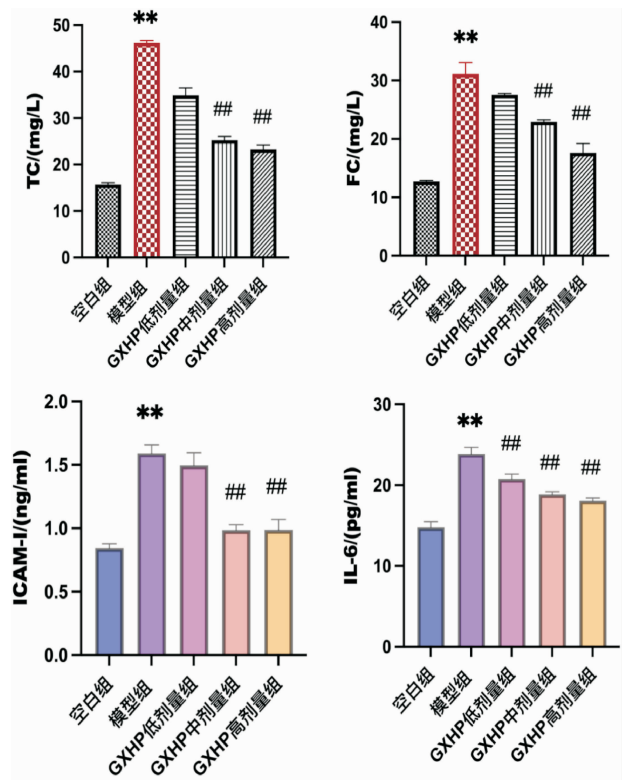 TC/(mg/L)
50
40
30
20
10
0
**
##
##
空白组
模型组
GXHP低剂量组
GXHP中剂量组
GXHP高剂量组
FC/(mg/L)
40
30
20
10
0
**
##
##
空白组
模型组
GXHP低剂量组
GXHP中剂量组
GXHP高剂量组
ICAM-I/(ng/ml)
2.0
1.5
1.0
0.5
0.0
**
##
##
空白组
模型组
GXHP低剂量组
GXHP中剂量组
GXHP高剂量组
IL-6/(pg/ml)
30
20
10
0
**
##
##
##
空白组
模型组
GXHP低剂量组
GXHP中剂量组
GXHP高剂量组